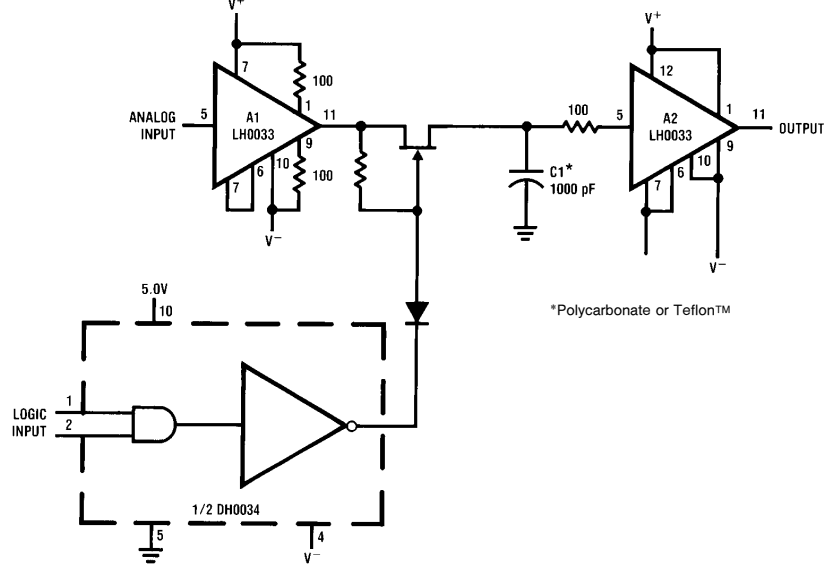 V+
V+
7
100
12
5
A1
LH0033
1
11
ANALOG
INPUT
9
10
6
7
100
V−
100
5
A2
LH0033
1
11
OUTPUT
9
10
6
7
V−
C1*
1000 pF
*Polycarbonate or Teflon™
5.0V
10
1
LOGIC
INPUT
2
1/2 DH0034
5
4
V−